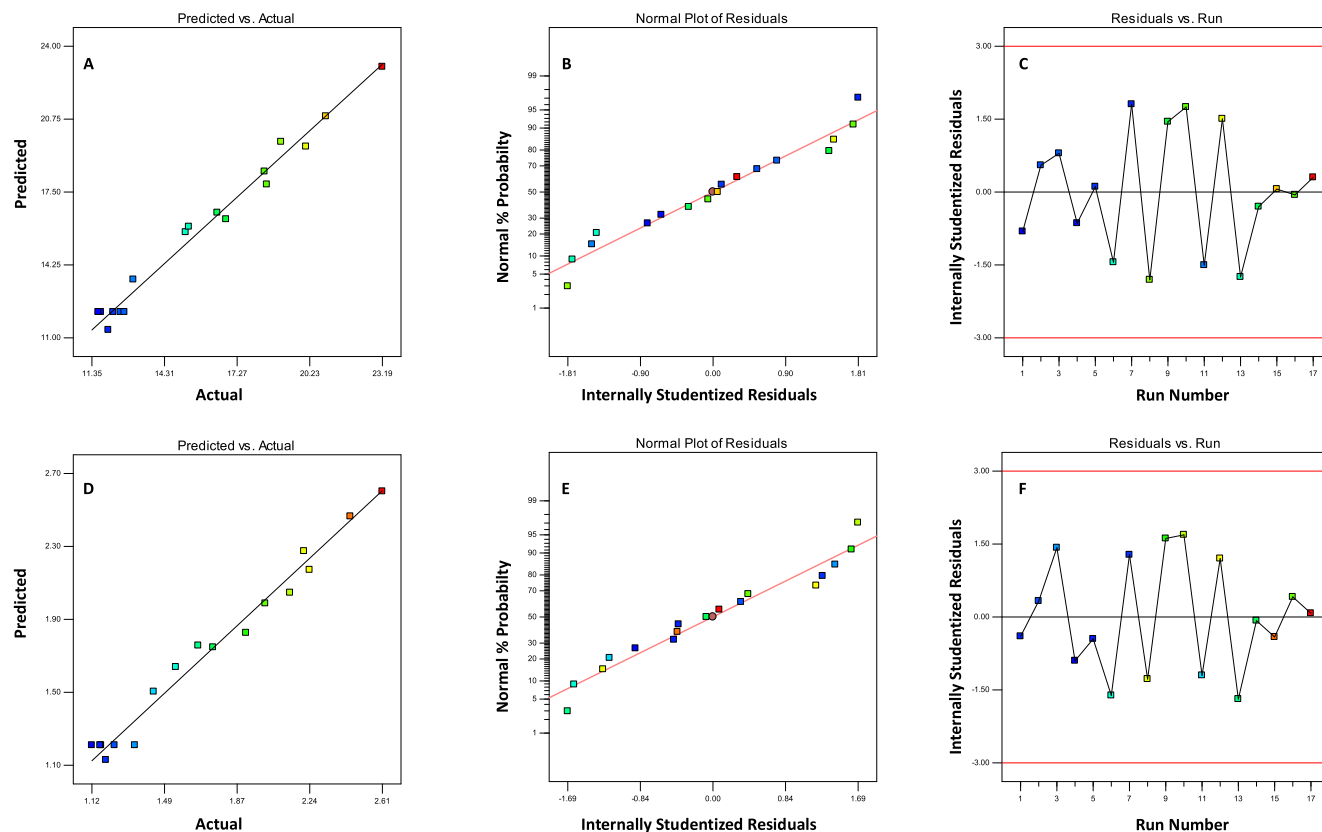 Predicted vs. Actual
A
Predicted
24.00
20.75
17.50
14.25
11.00
11.35 14.31 17.27 20.23 23.19
Actual
Normal Plot of Residuals
B
Normal % Probabilty
99
95
90
80
70
50
30
20
10
5
1
-1.81 -0.90 0.00 0.90 1.81
Internally Studentized Residuals
Residuals vs. Run
C
Internally Studentized Residuals
3.00
1.50
0.00
-1.50
-3.00
1 3 5 7 9 11 13 15 17
Run Number
Predicted vs. Actual
D
Predicted
2.70
2.30
1.90
1.50
1.10
1.12 1.49 1.87 2.24 2.61
Actual
Normal Plot of Residuals
E
Normal % Probabilty
99
95
90
80
70
50
30
20
10
5
1
-1.69 -0.84 0.00 0.84 1.69
Internally Studentized Residuals
Residuals vs. Run
F
Internally Studentized Residuals
3.00
1.50
0.00
-1.50
-3.00
1 3 5 7 9 11 13 15 17
Run Number